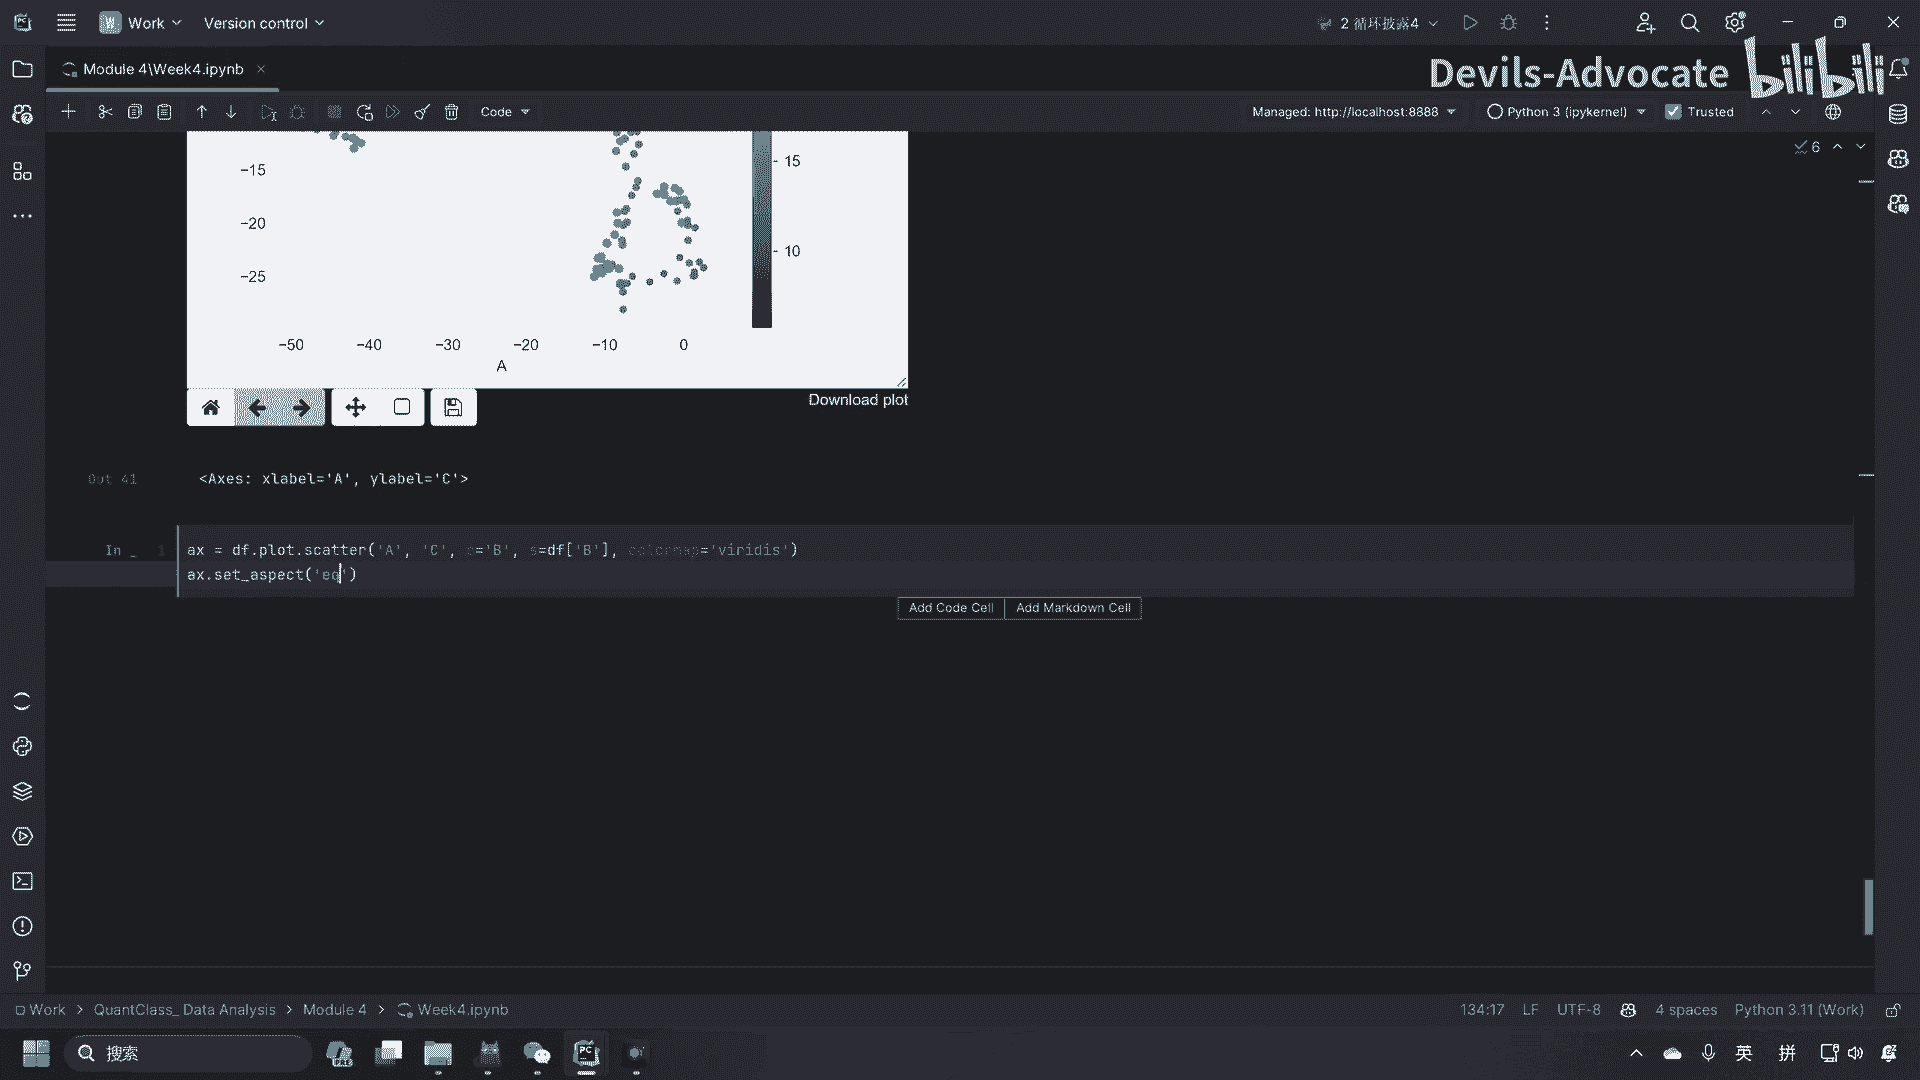 Work
Version control
2 循环披露4
Module 4\Week4.ipynb
Devils-Advocate bilibili
Code
Managed: http://localhost:8888
Python 3 (ipykernel)
Trusted
6
−15
−20
−25
15
10
−50 −40 −30 −20 −10 0
A
Download plot
Out 41
<Axes: xlabel='A', ylabel='C'>
In _ 1
ax = df.plot.scatter('A', 'C', c='B', s=df['B'], colormap='viridis')
ax.set_aspect('eq')
Add Code Cell
Add Markdown Cell
Work > QuantClass_ Data Analysis > Module 4 > Week4.ipynb
134:17 LF UTF-8 4 spaces Python 3.11 (Work)
搜索
英 拼